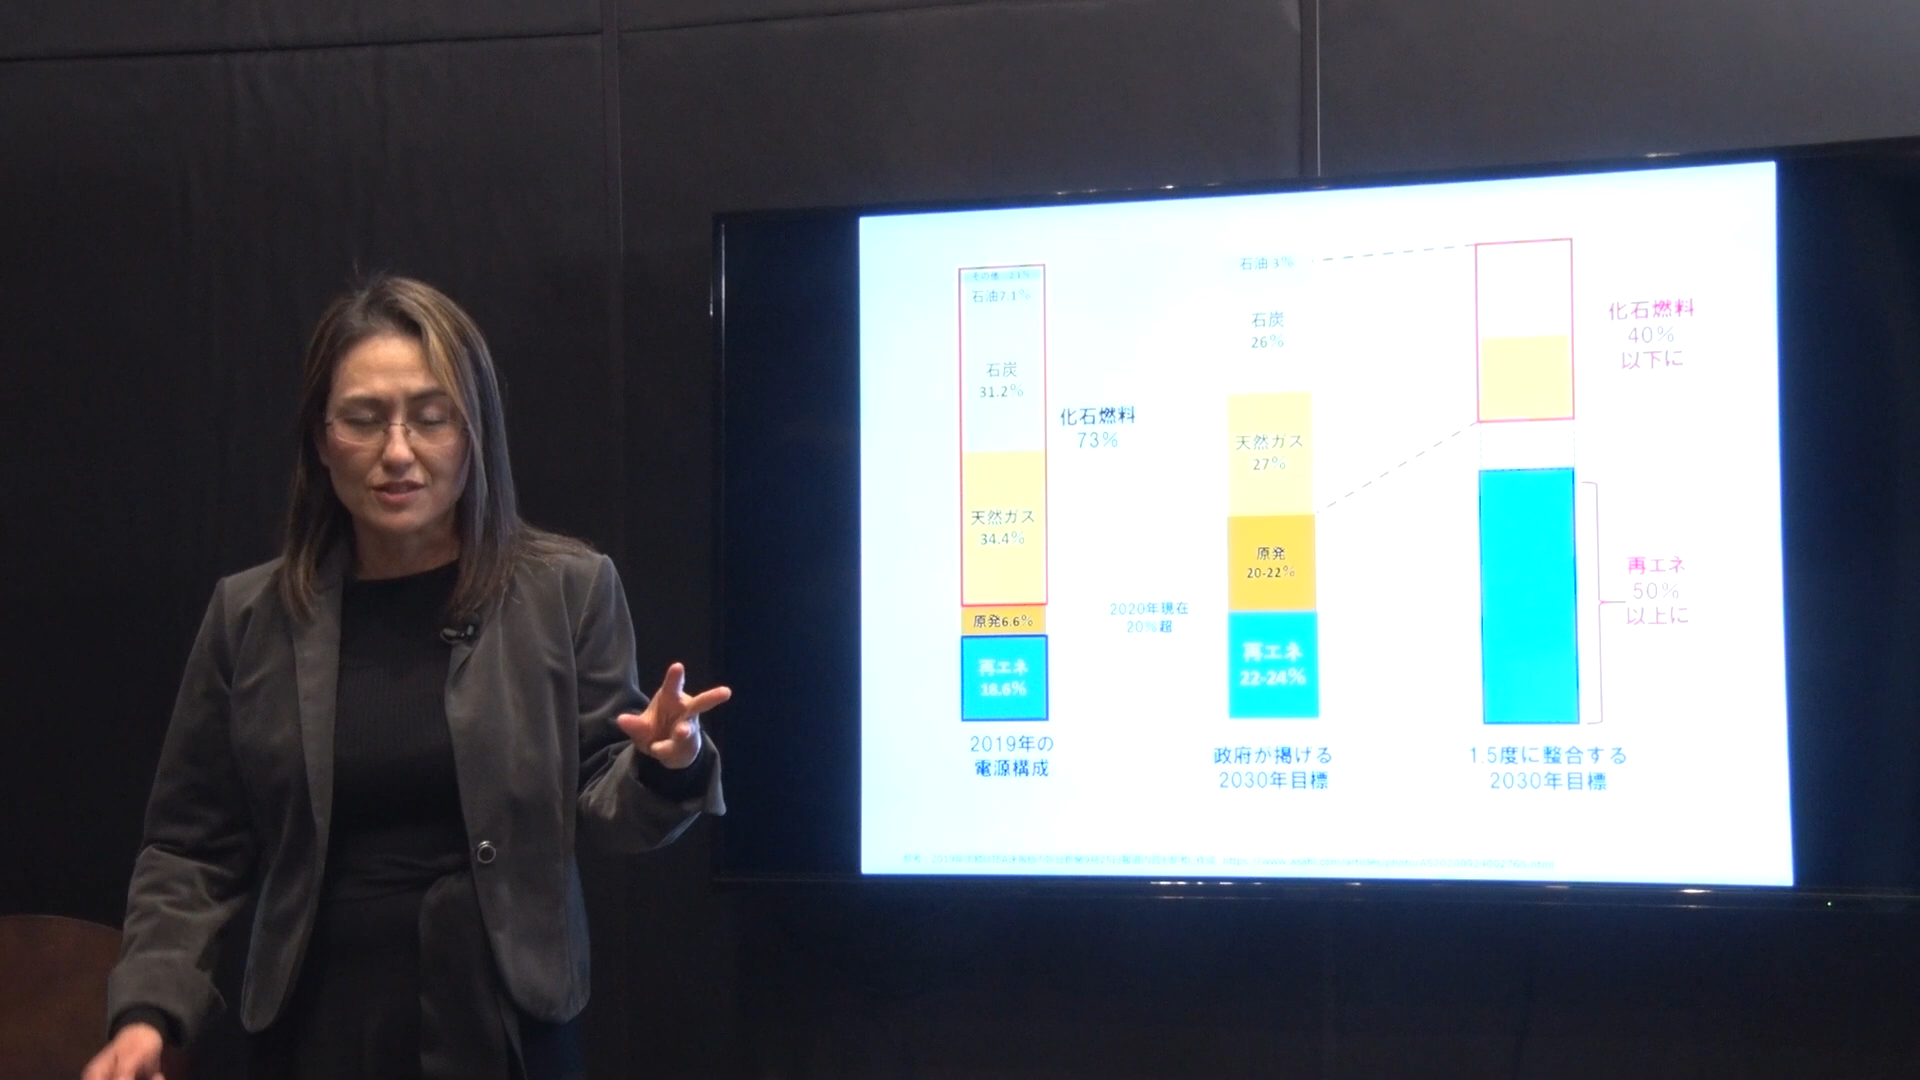 その他 2.1%
石油7.1%
石炭
31.2%
天然ガス
34.4%
原発6.6%
再エネ
18.6%
2019年の
電源構成
化石燃料
73%
2020年現在
20%超
石油3%
石炭
26%
天然ガス
27%
原発
20-22%
再エネ
22-24%
政府が掲げる
2030年目標
化石燃料
40%
以下に
再エネ
50%
以上に
1.5度に整合する
2030年目標